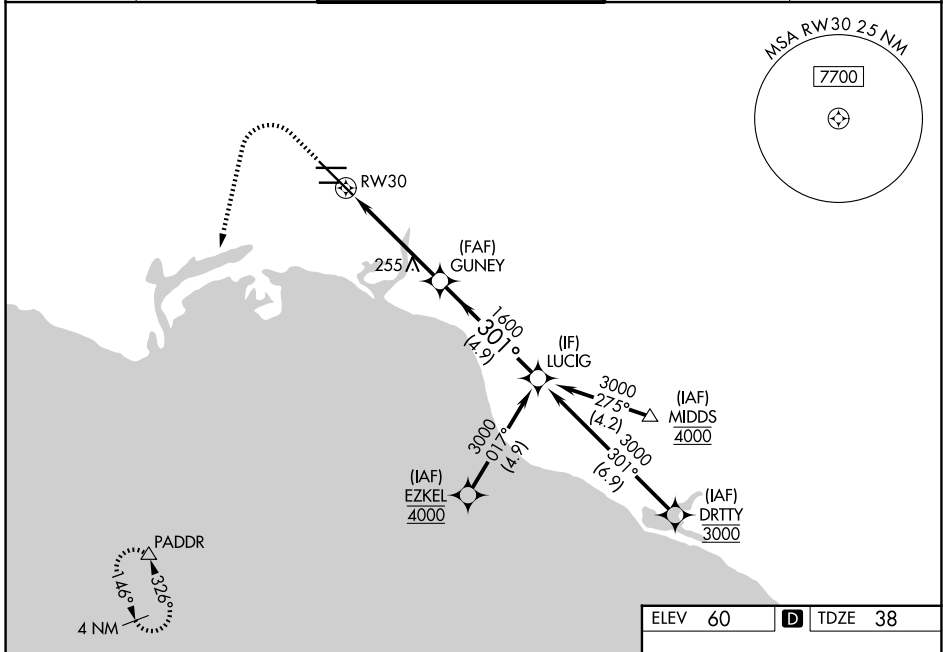 MSA RW30 25 NM
7700
RW30
(FAF)
GUNEY
255
1600
301°
(4.9)
(IF)
LUCIG
3000
275°
(4.2)
(IAF)
MIDDS
4000
3000
017°
(4.9)
3000
301°
(6.9)
(IAF)
EZKEL
4000
(IAF)
DRTTY
3000
PADDR
146°
326°
4 NM
ELEV 60 D TDZE 38